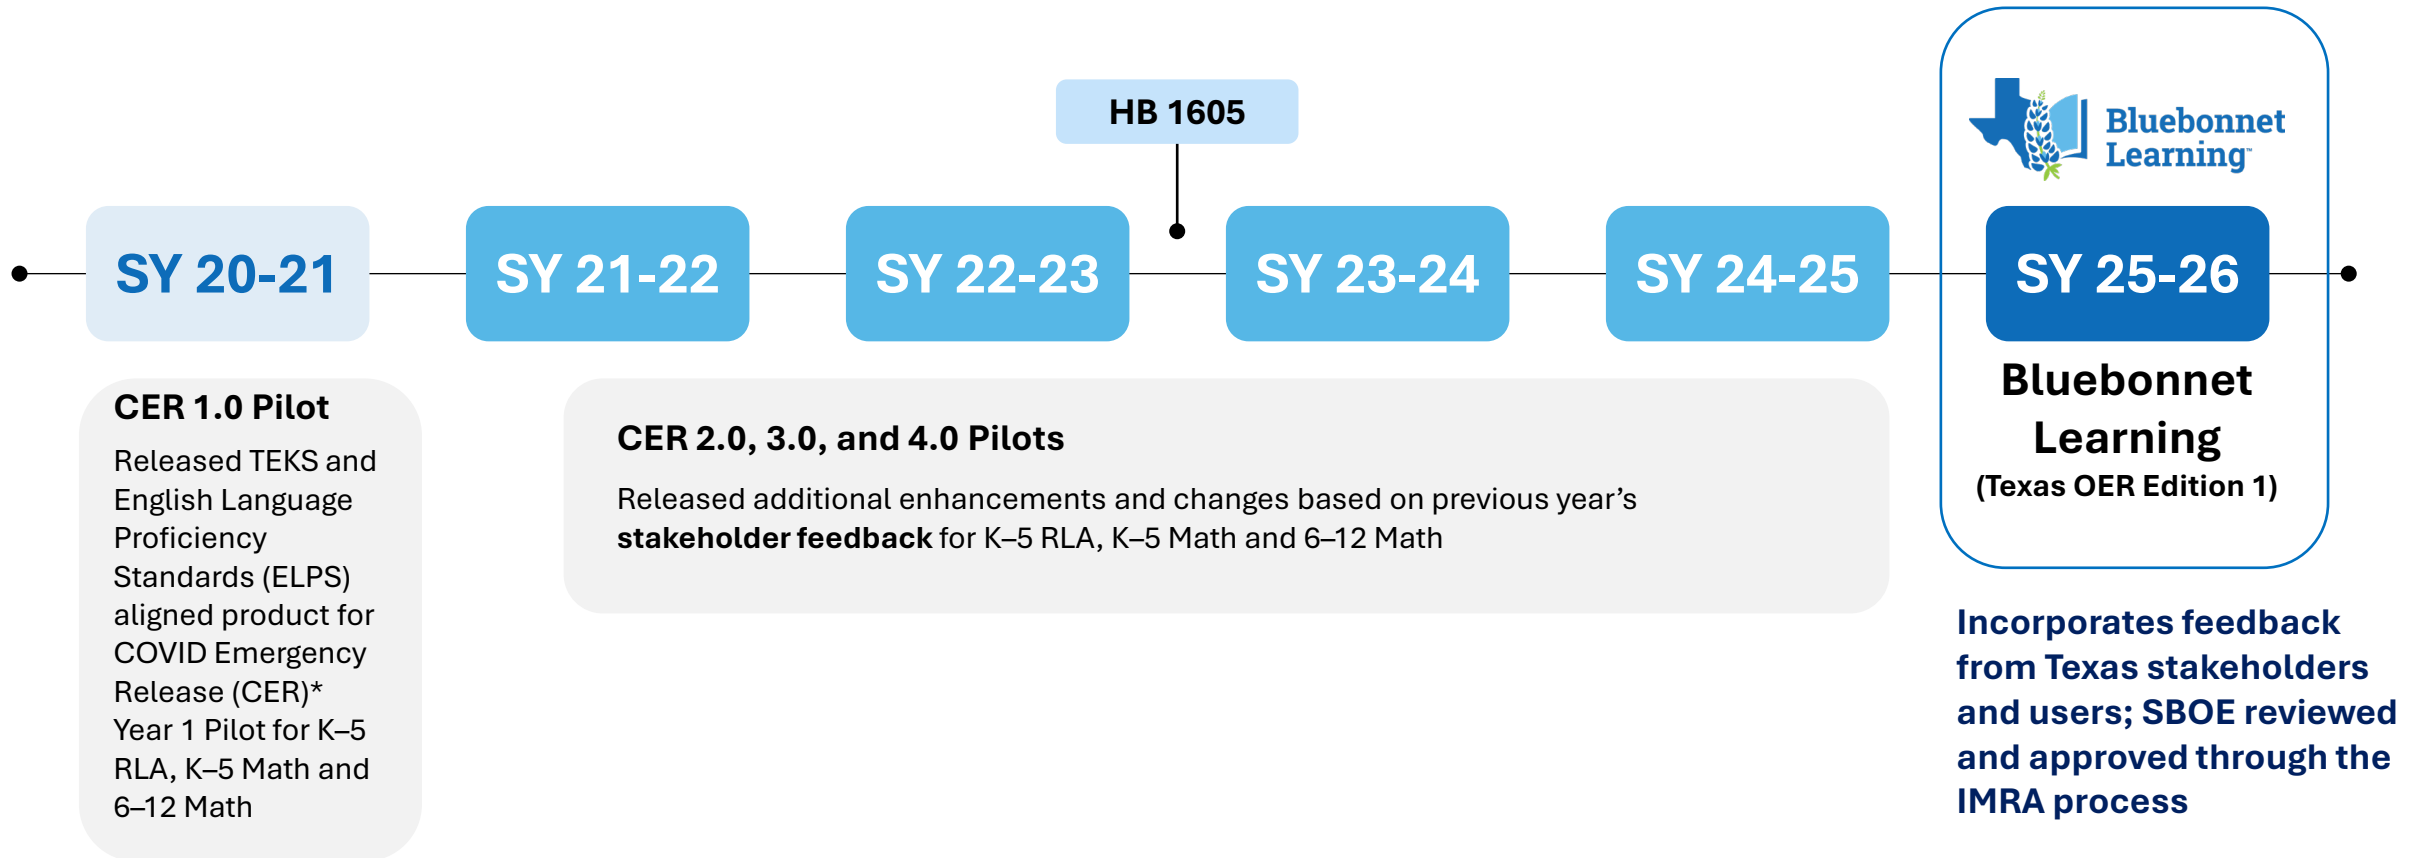 HB 1605
Bluebonnet
Learning™
SY 20-21
SY 21-22
SY 22-23
SY 23-24
SY 24-25
SY 25-26
CER 1.0 Pilot
Released TEKS and
English Language
Proficiency
Standards (ELPS)
aligned product for
COVID Emergency
Release (CER)*
Year 1 Pilot for K–5
RLA, K–5 Math and
6–12 Math
CER 2.0, 3.0, and 4.0 Pilots
Released additional enhancements and changes based on previous year’s
stakeholder feedback for K–5 RLA, K–5 Math and 6–12 Math
Bluebonnet
Learning
(Texas OER Edition 1)
Incorporates feedback
from Texas stakeholders
and users; SBOE reviewed
and approved through the
IMRA process